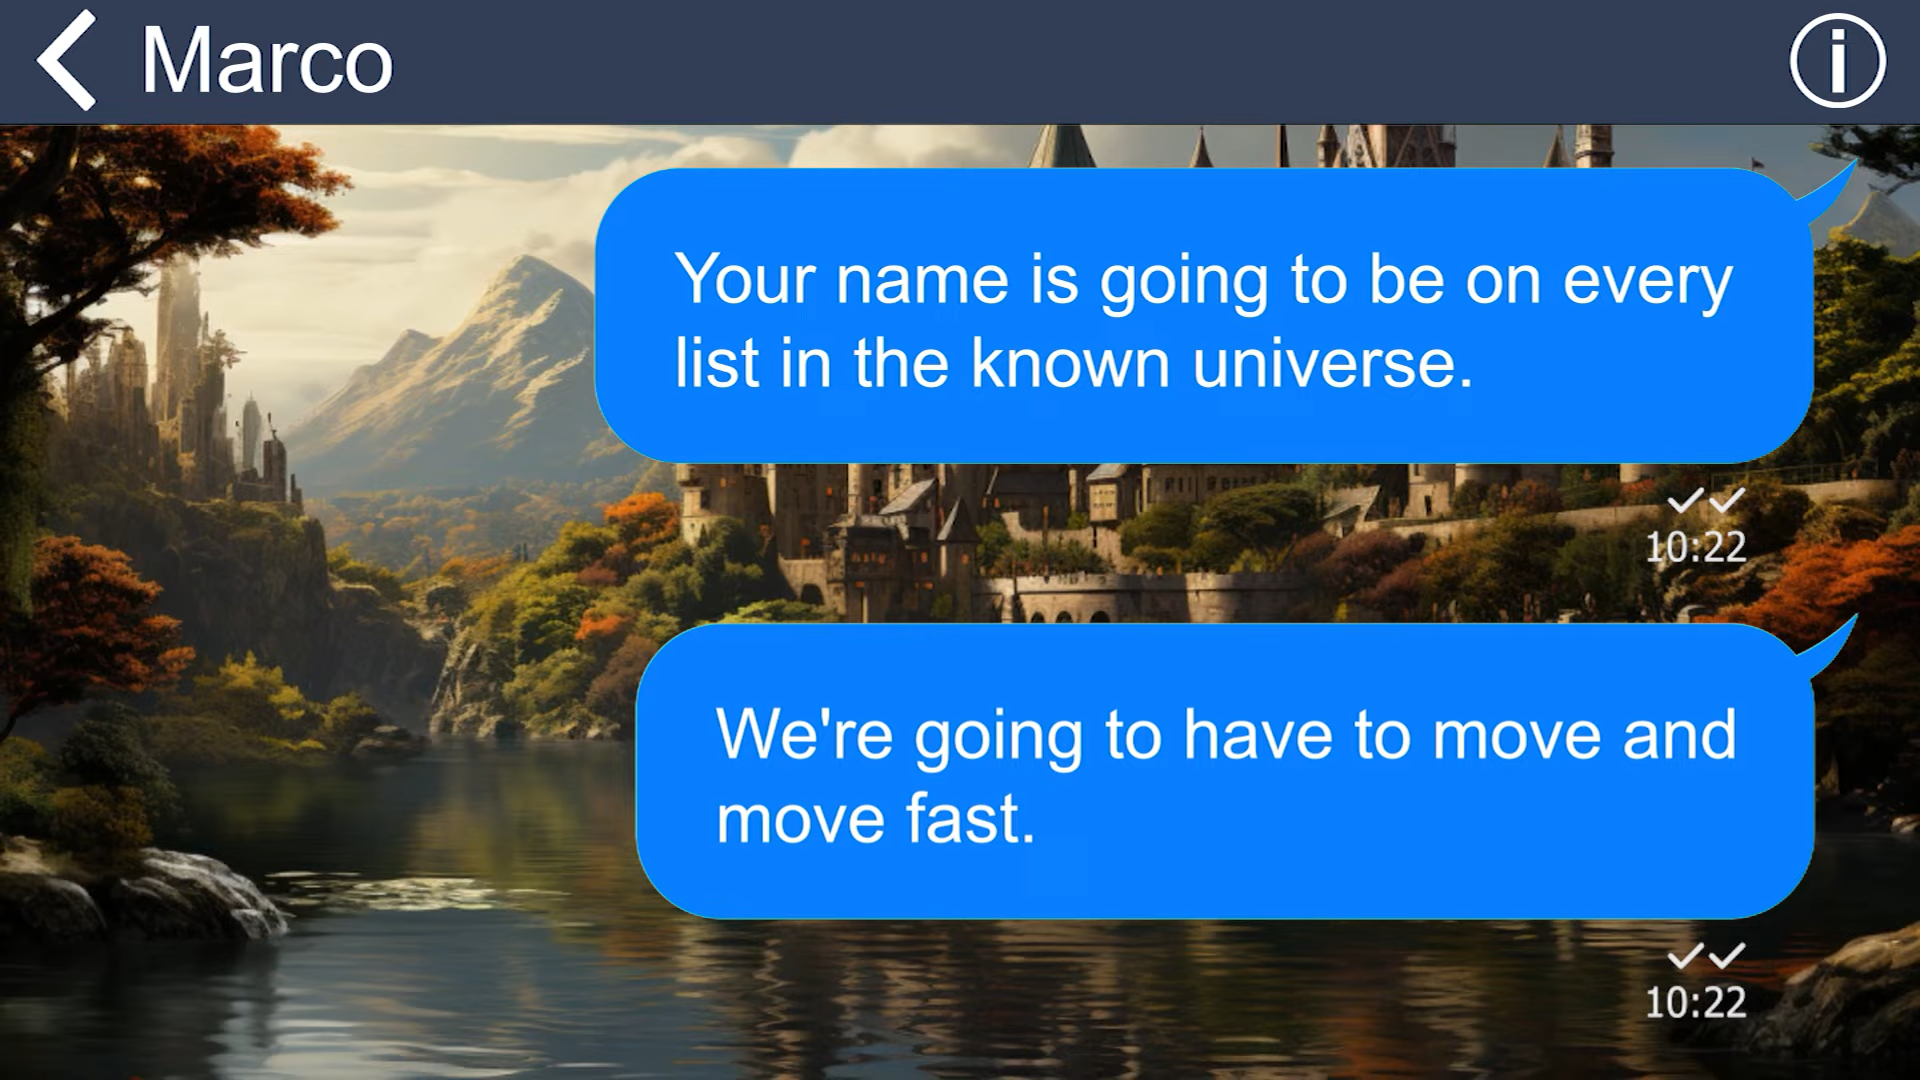 Marco
Your name is going to be on every
list in the known universe.
10:22
We're going to have to move and
move fast.
10:22